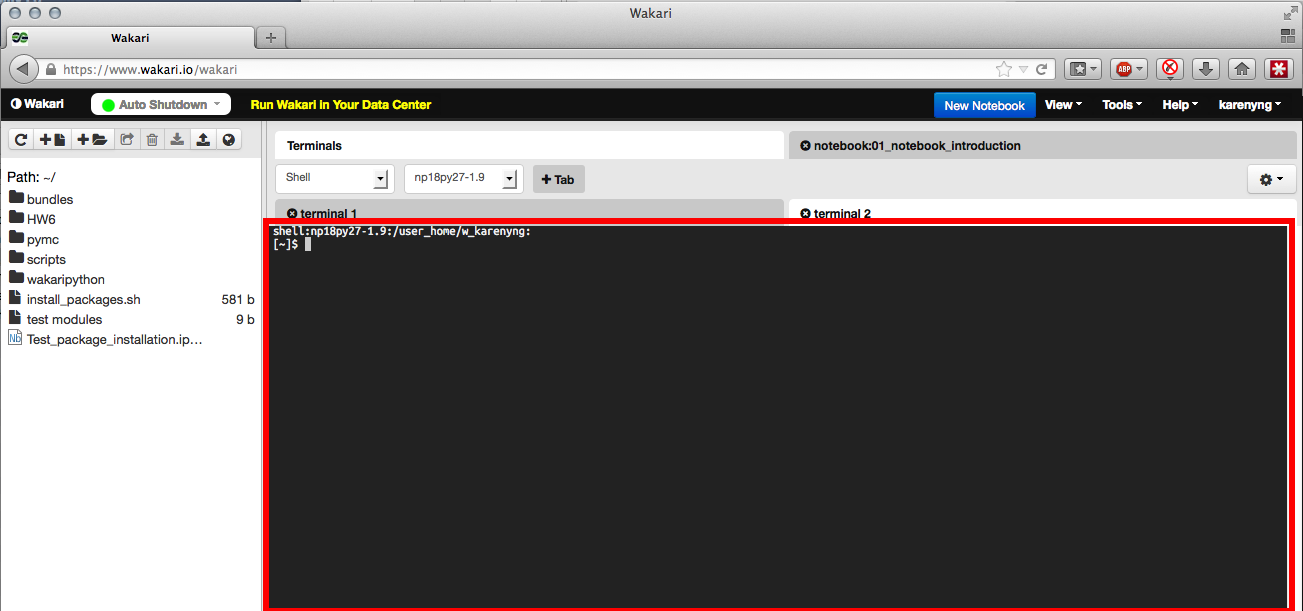 Wakari
Wakari
https://www.wakari.io/wakari
ABP
Wakari Auto Shutdown Run Wakari in Your Data Center New Notebook View Tools Help karenyng
Terminals notebook:01_notebook_introduction
Path: ~/
Shell np18py27-1.9 + Tab
bundles
HW6
pymc
scripts
wakaripython
install_packages.sh 581 b
test modules 9 b
Nb Test_package_installation.ip...
terminal 1 terminal 2
shell:np18py27-1.9:/user_home/w_karenyng:
[~]$